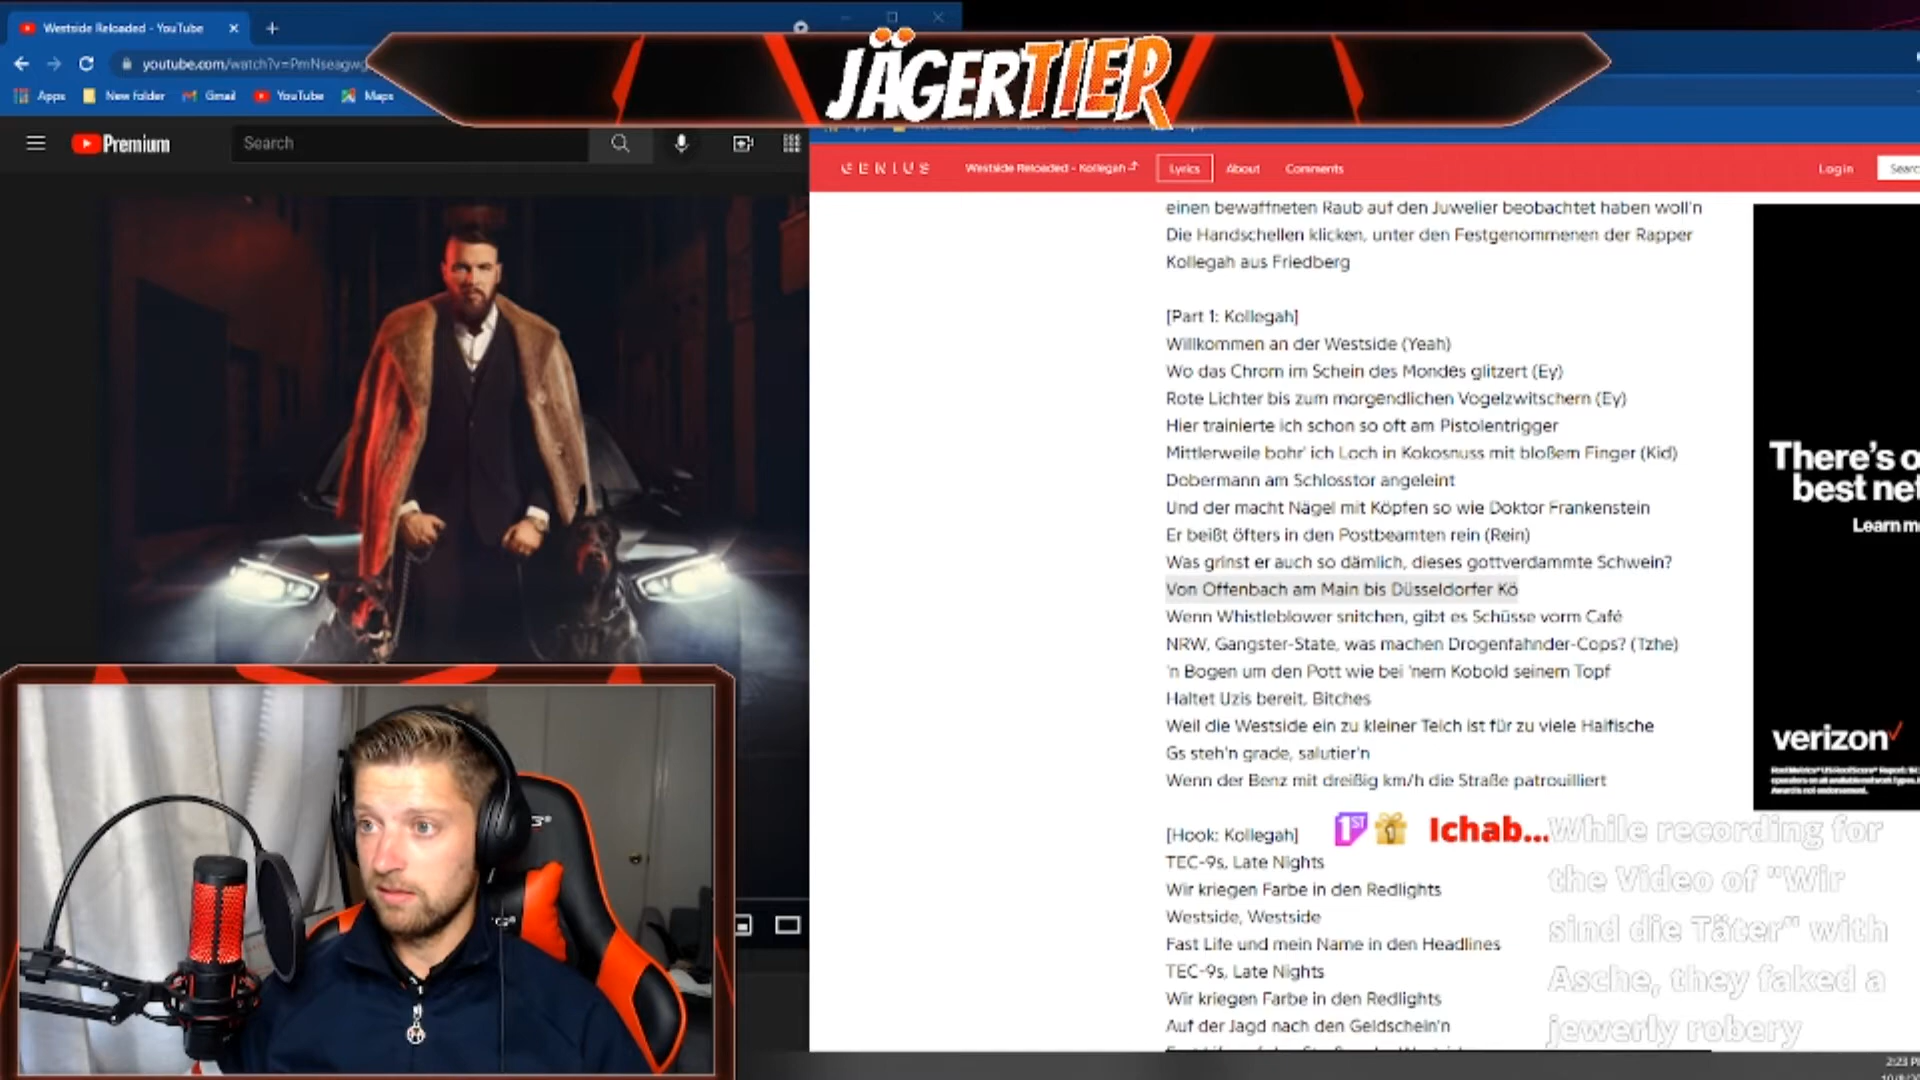 Westside Reloaded - YouTube
youtube.com/watch?v=PmNseagwg
Apps
New folder
Gmail
YouTube
Maps
JÄGERTIER
Premium
Search
GENIUS
Westside Reloaded - Kollegah
Lyrics
About
Comments
Login
Searc
einen bewaffneten Raub auf den Juwelier beobachtet haben woll'n
Die Handschellen klicken, unter den Festgenommenen der Rapper
Kollegah aus Friedberg
[Part 1: Kollegah]
Willkommen an der Westside (Yeah)
Wo das Chrom im Schein des Mondes glitzert (Ey)
Rote Lichter bis zum morgendlichen Vogelzwitschern (Ey)
Hier trainierte ich schon so oft am Pistolentrigger
Mittlerweile bohr' ich Loch in Kokosnuss mit bloßem Finger (Kid)
Dobermann am Schlosstor angeleint
Und der macht Nägel mit Köpfen so wie Doktor Frankenstein
Er beißt öfters in den Postbeamten rein (Rein)
Was grinst er auch so dämlich, dieses gottverdammte Schwein?
Von Offenbach am Main bis Düsseldorfer Kö
Wenn Whistleblower snitchen, gibt es Schüsse vorm Café
NRW, Gangster-State, was machen Drogenfahnder-Cops? (Tzhe)
'n Bogen um den Pott wie bei 'nem Kobold seinem Topf
Haltet Uzis bereit, Bitches
Weil die Westside ein zu kleiner Teich ist für zu viele Haifische
Gs steh'n grade, salutier'n
Wenn der Benz mit dreißig km/h die Straße patrouilliert
[Hook: Kollegah]
TEC-9s, Late Nights
Wir kriegen Farbe in den Redlights
Westside, Westside
Fast Life und mein Name in den Headlines
TEC-9s, Late Nights
Wir kriegen Farbe in den Redlights
Auf der Jagd nach den Geldschein'n
There's o
best net
Learn m
verizon
1ST
1
Ichab...
While recording for
the Video of "Wir
sind die Täter" with
Asche, they faked a
jewerly robery
2:23 P